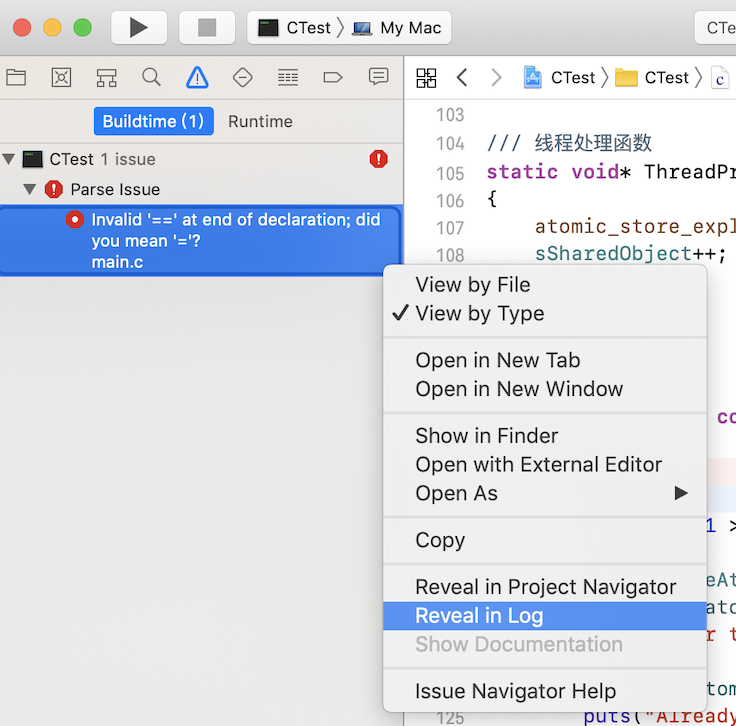 CTest 〉 My Mac
CTe
CTest 〉 CTest 〉 c
Buildtime (1) Runtime
CTest 1 issue
Parse Issue
Invalid '==' at end of declaration; did
you mean '='?
main.c
103
104 /// 线程处理函数
105 static void* ThreadPr
106 {
107 atomic_store_expl
108 sSharedObject++;
View by File
✓ View by Type
Open in New Tab
Open in New Window
Show in Finder
Open with External Editor
Open As ▶
Copy
Reveal in Project Navigator
Reveal in Log
Show Documentation
Issue Navigator Help
co
1 >
eAt
atc
r t
tom
125 puts("Already